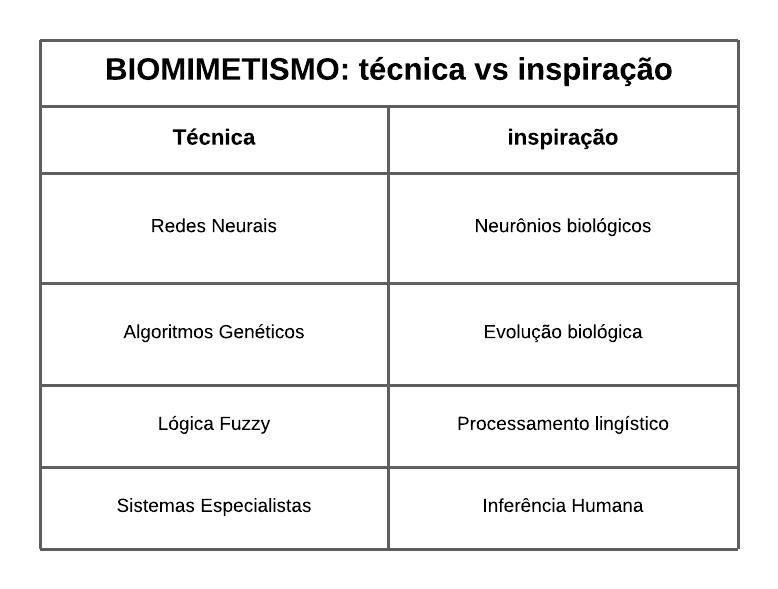 BIOMIMETISMO: técnica vs inspiração
Técnica
inspiração
Redes Neurais
Neurônios biológicos
Algoritmos Genéticos
Evolução biológica
Lógica Fuzzy
Processamento lingístico
Sistemas Especialistas
Inferência Humana